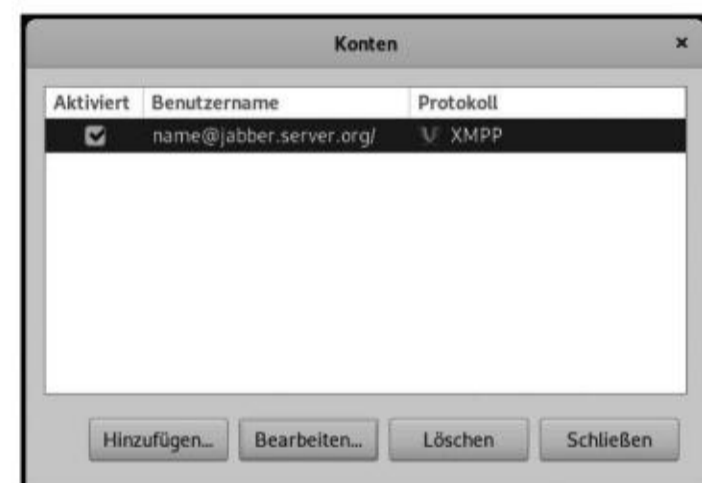 Konten
Aktiviert Benutzername Protokoll
name@jabber.server.org/ XMPP
Hinzufügen... Bearbeiten... Löschen Schließen